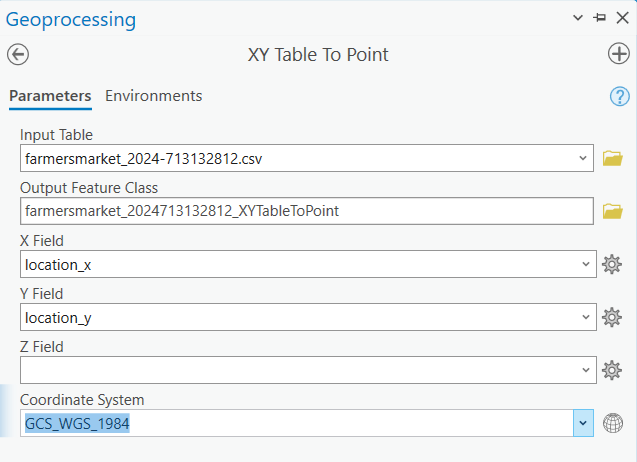 Geoprocessing
XY Table To Point
Parameters Environments
?
Input Table
farmersmarket_2024-713132812.csv
Output Feature Class
farmersmarket_2024713132812_XYTableToPoint
X Field
location_x
Y Field
location_y
Z Field
Coordinate System
GCS_WGS_1984